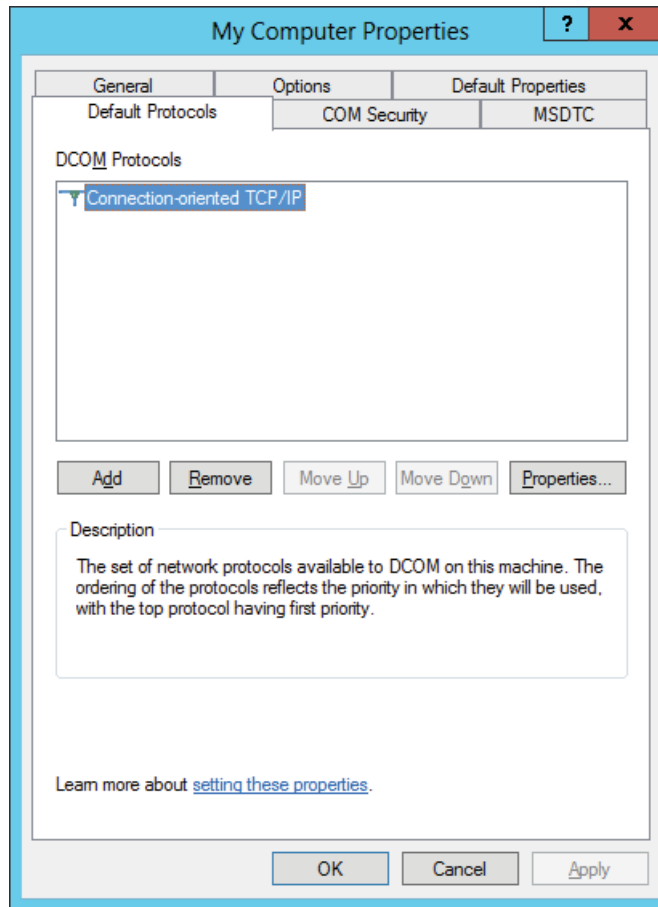 My Computer Properties
?
x
General
Options
Default Properties
Default Protocols
COM Security
MSDTC
DCOM Protocols
Connection-oriented TCP/IP
Add
Remove
Move Up
Move Down
Properties...
Description
The set of network protocols available to DCOM on this machine. The
ordering of the protocols reflects the priority in which they will be used,
with the top protocol having first priority.
Learn more about setting these properties.
OK
Cancel
Apply